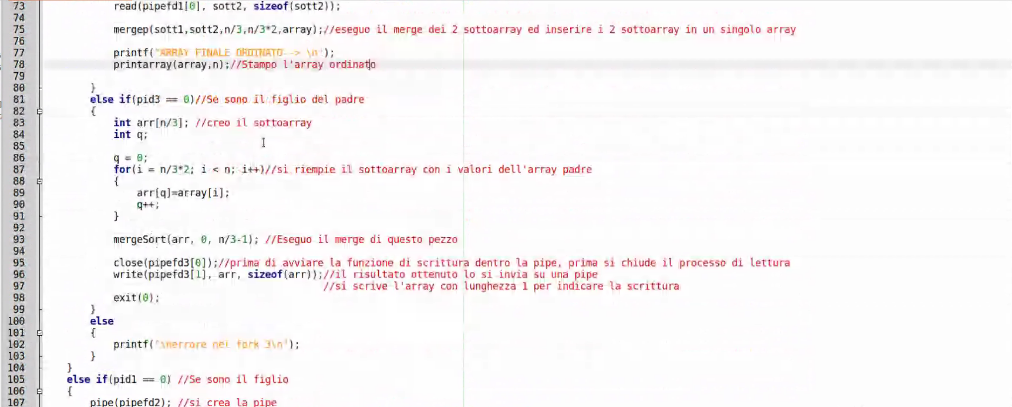 73 read(pipefd1[0], sott2, sizeof(sott2));
74
75 mergep(sott1,sott2,n/3,n/3*2,array);//eseguo il merge dei 2 sottoarray ed inserire i 2 sottoarray in un singolo array
76
77 printf("ARRAY FINALE ORDINATO--> \n");
78 printarray(array,n);//Stampo l'array ordinato
79
80 }
81 else if(pid3 == 0)//Se sono il figlio del padre
82 {
83 int arr[n/3]; //creo il sottoarray
84 int q;
85
86 q = 0;
87 for(i = n/3*2; i < n; i++)//si riempie il sottoarray con i valori dell'array padre
88 {
89 arr[q]=array[i];
90 q++;
91 }
92
93 mergeSort(arr, 0, n/3-1); //Eseguo il merge di questo pezzo
94
95 close(pipefd3[0]);//prima di avviare la funzione di scrittura dentro la pipe, prima si chiude il processo di lettura
96 write(pipefd3[1], arr, sizeof(arr));//il risultato ottenuto lo si invia su una pipe
97 //si scrive l'array con lunghezza 1 per indicare la scrittura
98 exit(0);
99 }
100 else
101 {
102 printf("\nerrore nel fork 3\n");
103 }
104 }
105 else if(pid1 == 0) //Se sono il figlio
106 {
107 pipe(pipefd2); //si crea la pipe